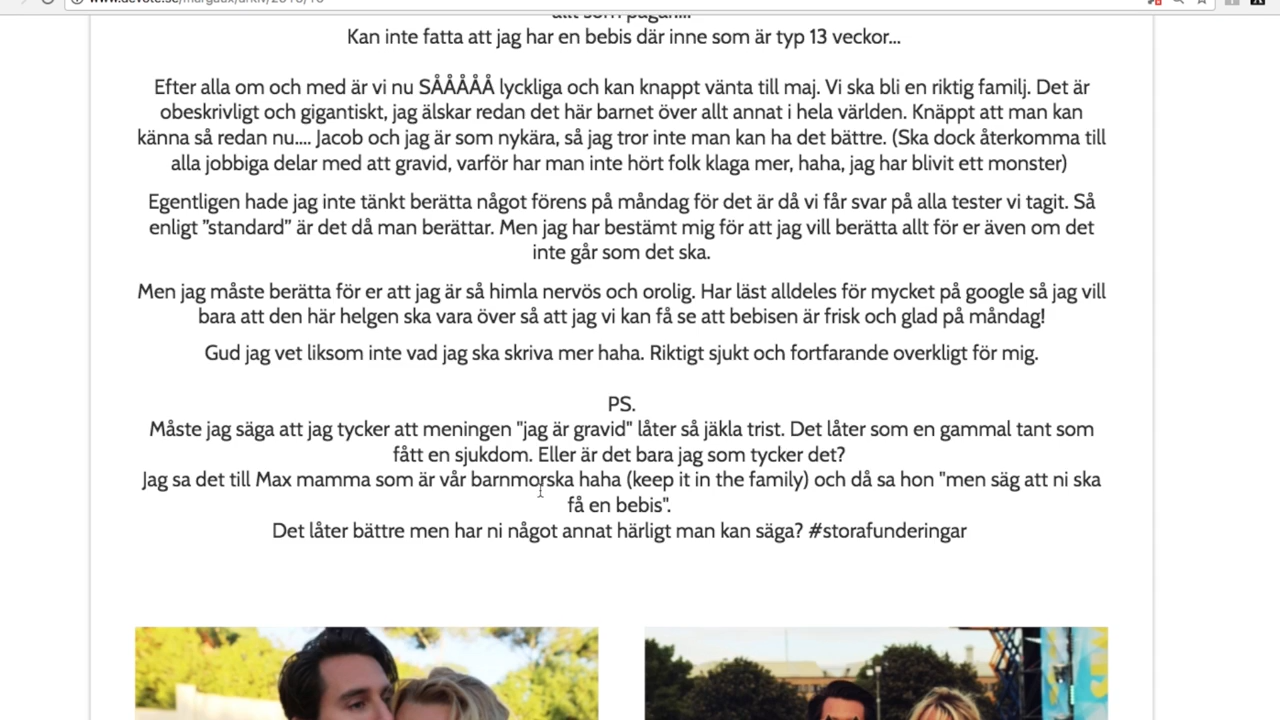 www.devote.se/margaux/arkiv/2016/10
allt som pågår...
Kan inte fatta att jag har en bebis där inne som är typ 13 veckor...
Efter alla om och med är vi nu SÅÅÅÅÅ lyckliga och kan knappt vänta till maj. Vi ska bli en riktig familj. Det är
obeskrivligt och gigantiskt, jag älskar redan det här barnet över allt annat i hela världen. Knäppt att man kan
känna så redan nu.... Jacob och jag är som nykära, så jag tror inte man kan ha det bättre. (Ska dock återkomma till
alla jobbiga delar med att gravid, varför har man inte hört folk klaga mer, haha, jag har blivit ett monster)
Egentligen hade jag inte tänkt berätta något förens på måndag för det är då vi får svar på alla tester vi tagit. Så
enligt ”standard” är det då man berättar. Men jag har bestämt mig för att jag vill berätta allt för er även om det
inte går som det ska.
Men jag måste berätta för er att jag är så himla nervös och orolig. Har läst alldeles för mycket på google så jag vill
bara att den här helgen ska vara över så att jag vi kan få se att bebisen är frisk och glad på måndag!
Gud jag vet liksom inte vad jag ska skriva mer haha. Riktigt sjukt och fortfarande overkligt för mig.
PS.
Måste jag säga att jag tycker att meningen "jag är gravid" låter så jäkla trist. Det låter som en gammal tant som
fått en sjukdom. Eller är det bara jag som tycker det?
Jag sa det till Max mamma som är vår barnmorska haha (keep it in the family) och då sa hon "men säg att ni ska
få en bebis".
Det låter bättre men har ni något annat härligt man kan säga? #storafunderingar